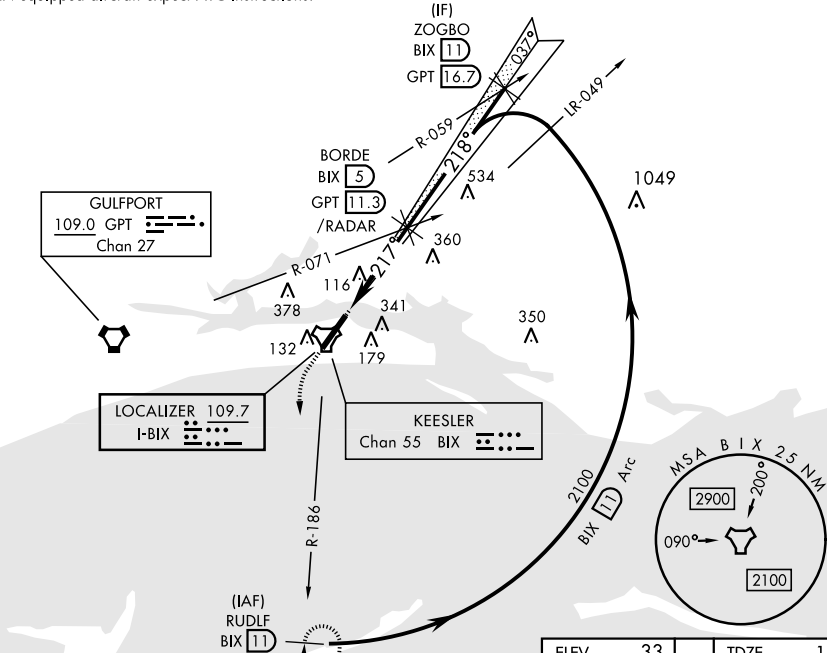 (IF)
ZOGBO
BIX 11
GPT 16.7
037°
LR-049
R-059
218°
BORDE
BIX 5
GPT 11.3
/RADAR
534
1049
GULFPORT
109.0 GPT
Chan 27
R-071
217°
360
116
378
341
350
132
179
LOCALIZER 109.7
I-BIX
KEESLER
Chan 55 BIX
R-186
2100
BIX 11 Arc
MSA BIX 25 NM
2900
200°
090°
2100
(IAF)
RUDLF
BIX 11
ELEV 33
TDZE